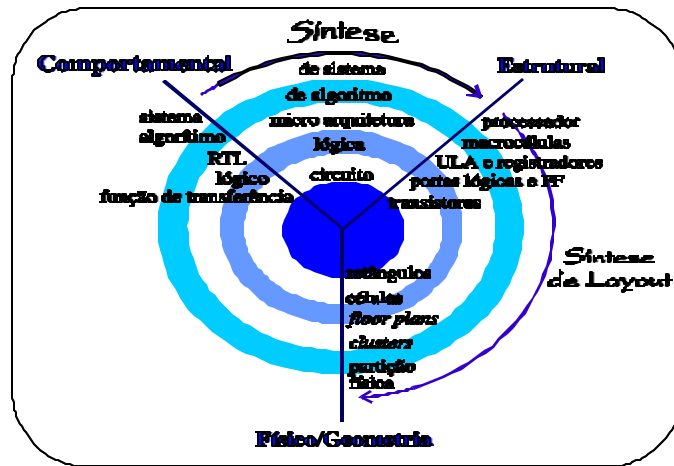 Síntese
Comportamental
Estrutural
de sistema
de algoritmo
micro arquitetura
lógica
circuito
sistema
algorítimo
RTL
lógico
função de transferência
processador
macrocélulas
ULA e registradores
portas lógicas e FF
transistores
Síntese
de Layout
retângulos
células
floor plans
clusters
partição
física
Físico/Geometria